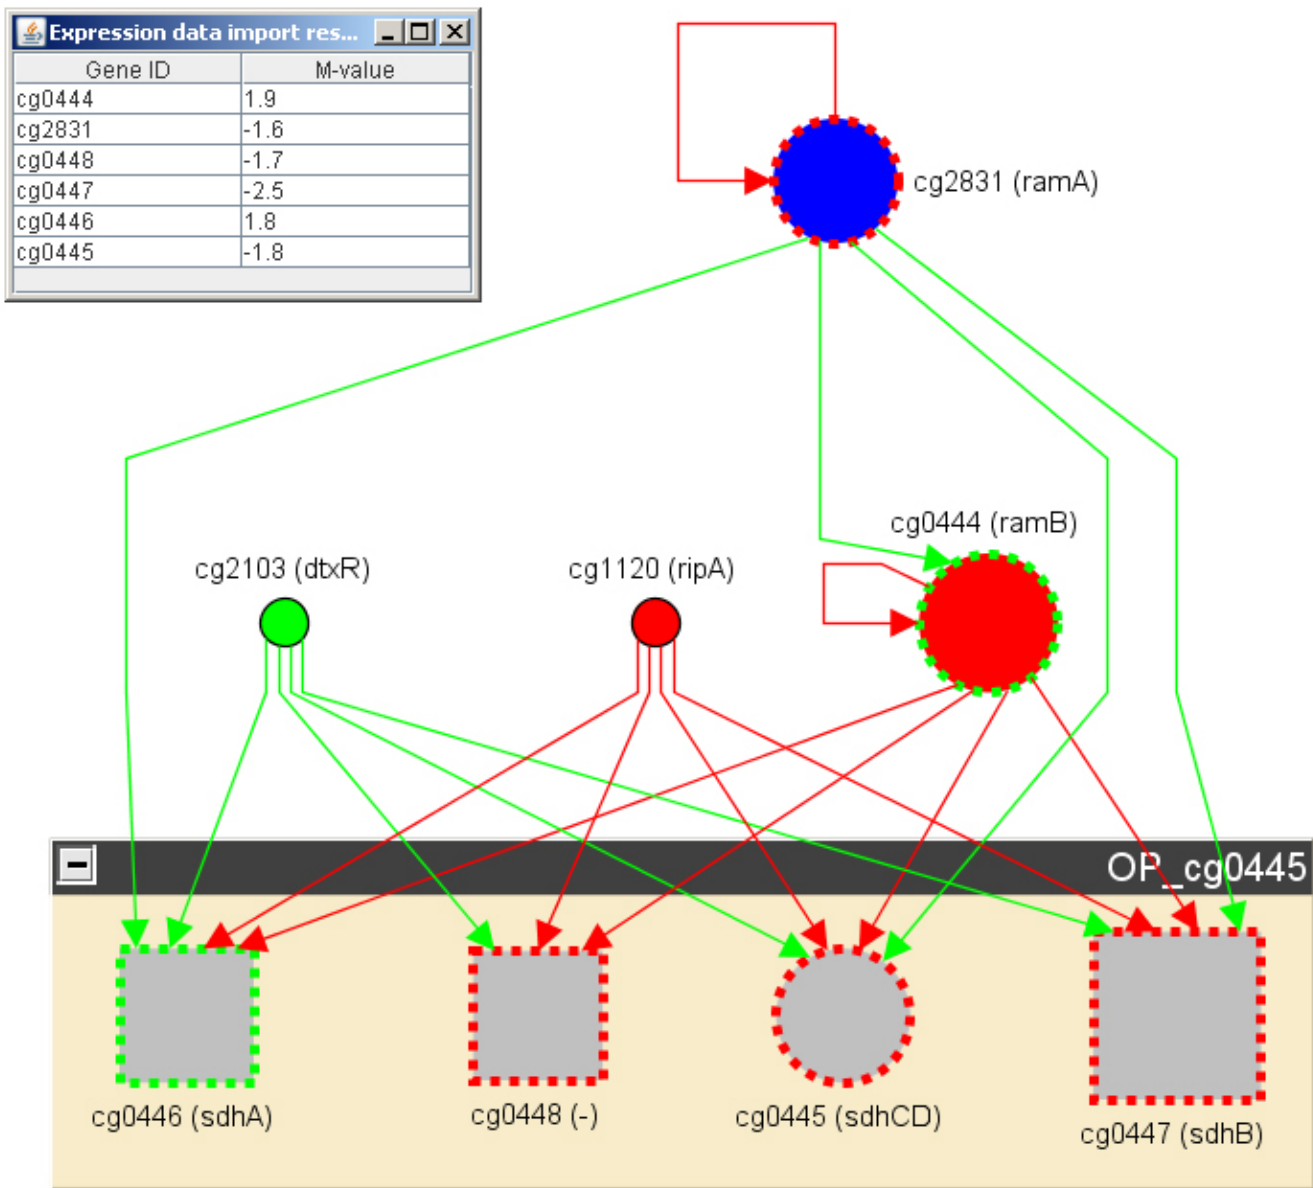 Expression data import res...
Gene ID M-value
cg0444 1.9
cg2831 -1.6
cg0448 -1.7
cg0447 -2.5
cg0446 1.8
cg0445 -1.8
cg2831 (ramA)
cg0444 (ramB)
cg2103 (dtxR)
cg1120 (ripA)
OP_cg0445
cg0446 (sdhA)
cg0448 (-)
cg0445 (sdhCD)
cg0447 (sdhB)